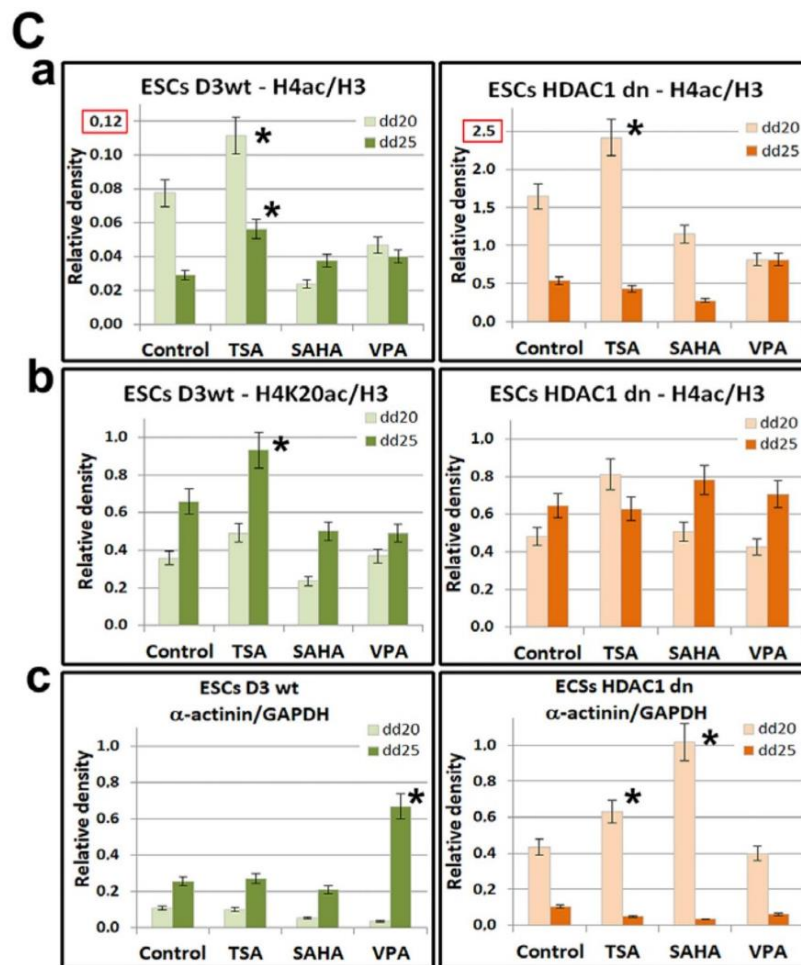 C
a
ESCs D3wt - H4ac/H3
Relative density
0,12
0.10
0.08
0.06
0.04
0.02
0,00
*
*
dd20
dd25
Control TSA SAHA VPA
ESCs HDAC1 dn - H4ac/H3
Relative density
2.5
2.0
1.5
1.0
0.5
0.0
*
dd20
dd25
Control TSA SAHA VPA
b
ESCs D3wt - H4K20ac/H3
Relative density
1.0
0.8
0.6
0.4
0.2
0.0
*
dd20
dd25
Control TSA SAHA VPA
ESCs HDAC1 dn - H4ac/H3
Relative density
1.0
0.8
0.6
0.4
0.2
0.0
dd20
dd25
Control TSA SAHA VPA
c
ESCs D3 wt
α-actinin/GAPDH
Relative density
1.0
0.8
0.6
0.4
0.2
0.0
*
dd20
dd25
Control TSA SAHA VPA
ECSs HDAC1 dn
α-actinin/GAPDH
Relative density
1.0
0.8
0.6
0.4
0.2
0.0
*
*
dd20
dd25
Control TSA SAHA VPA